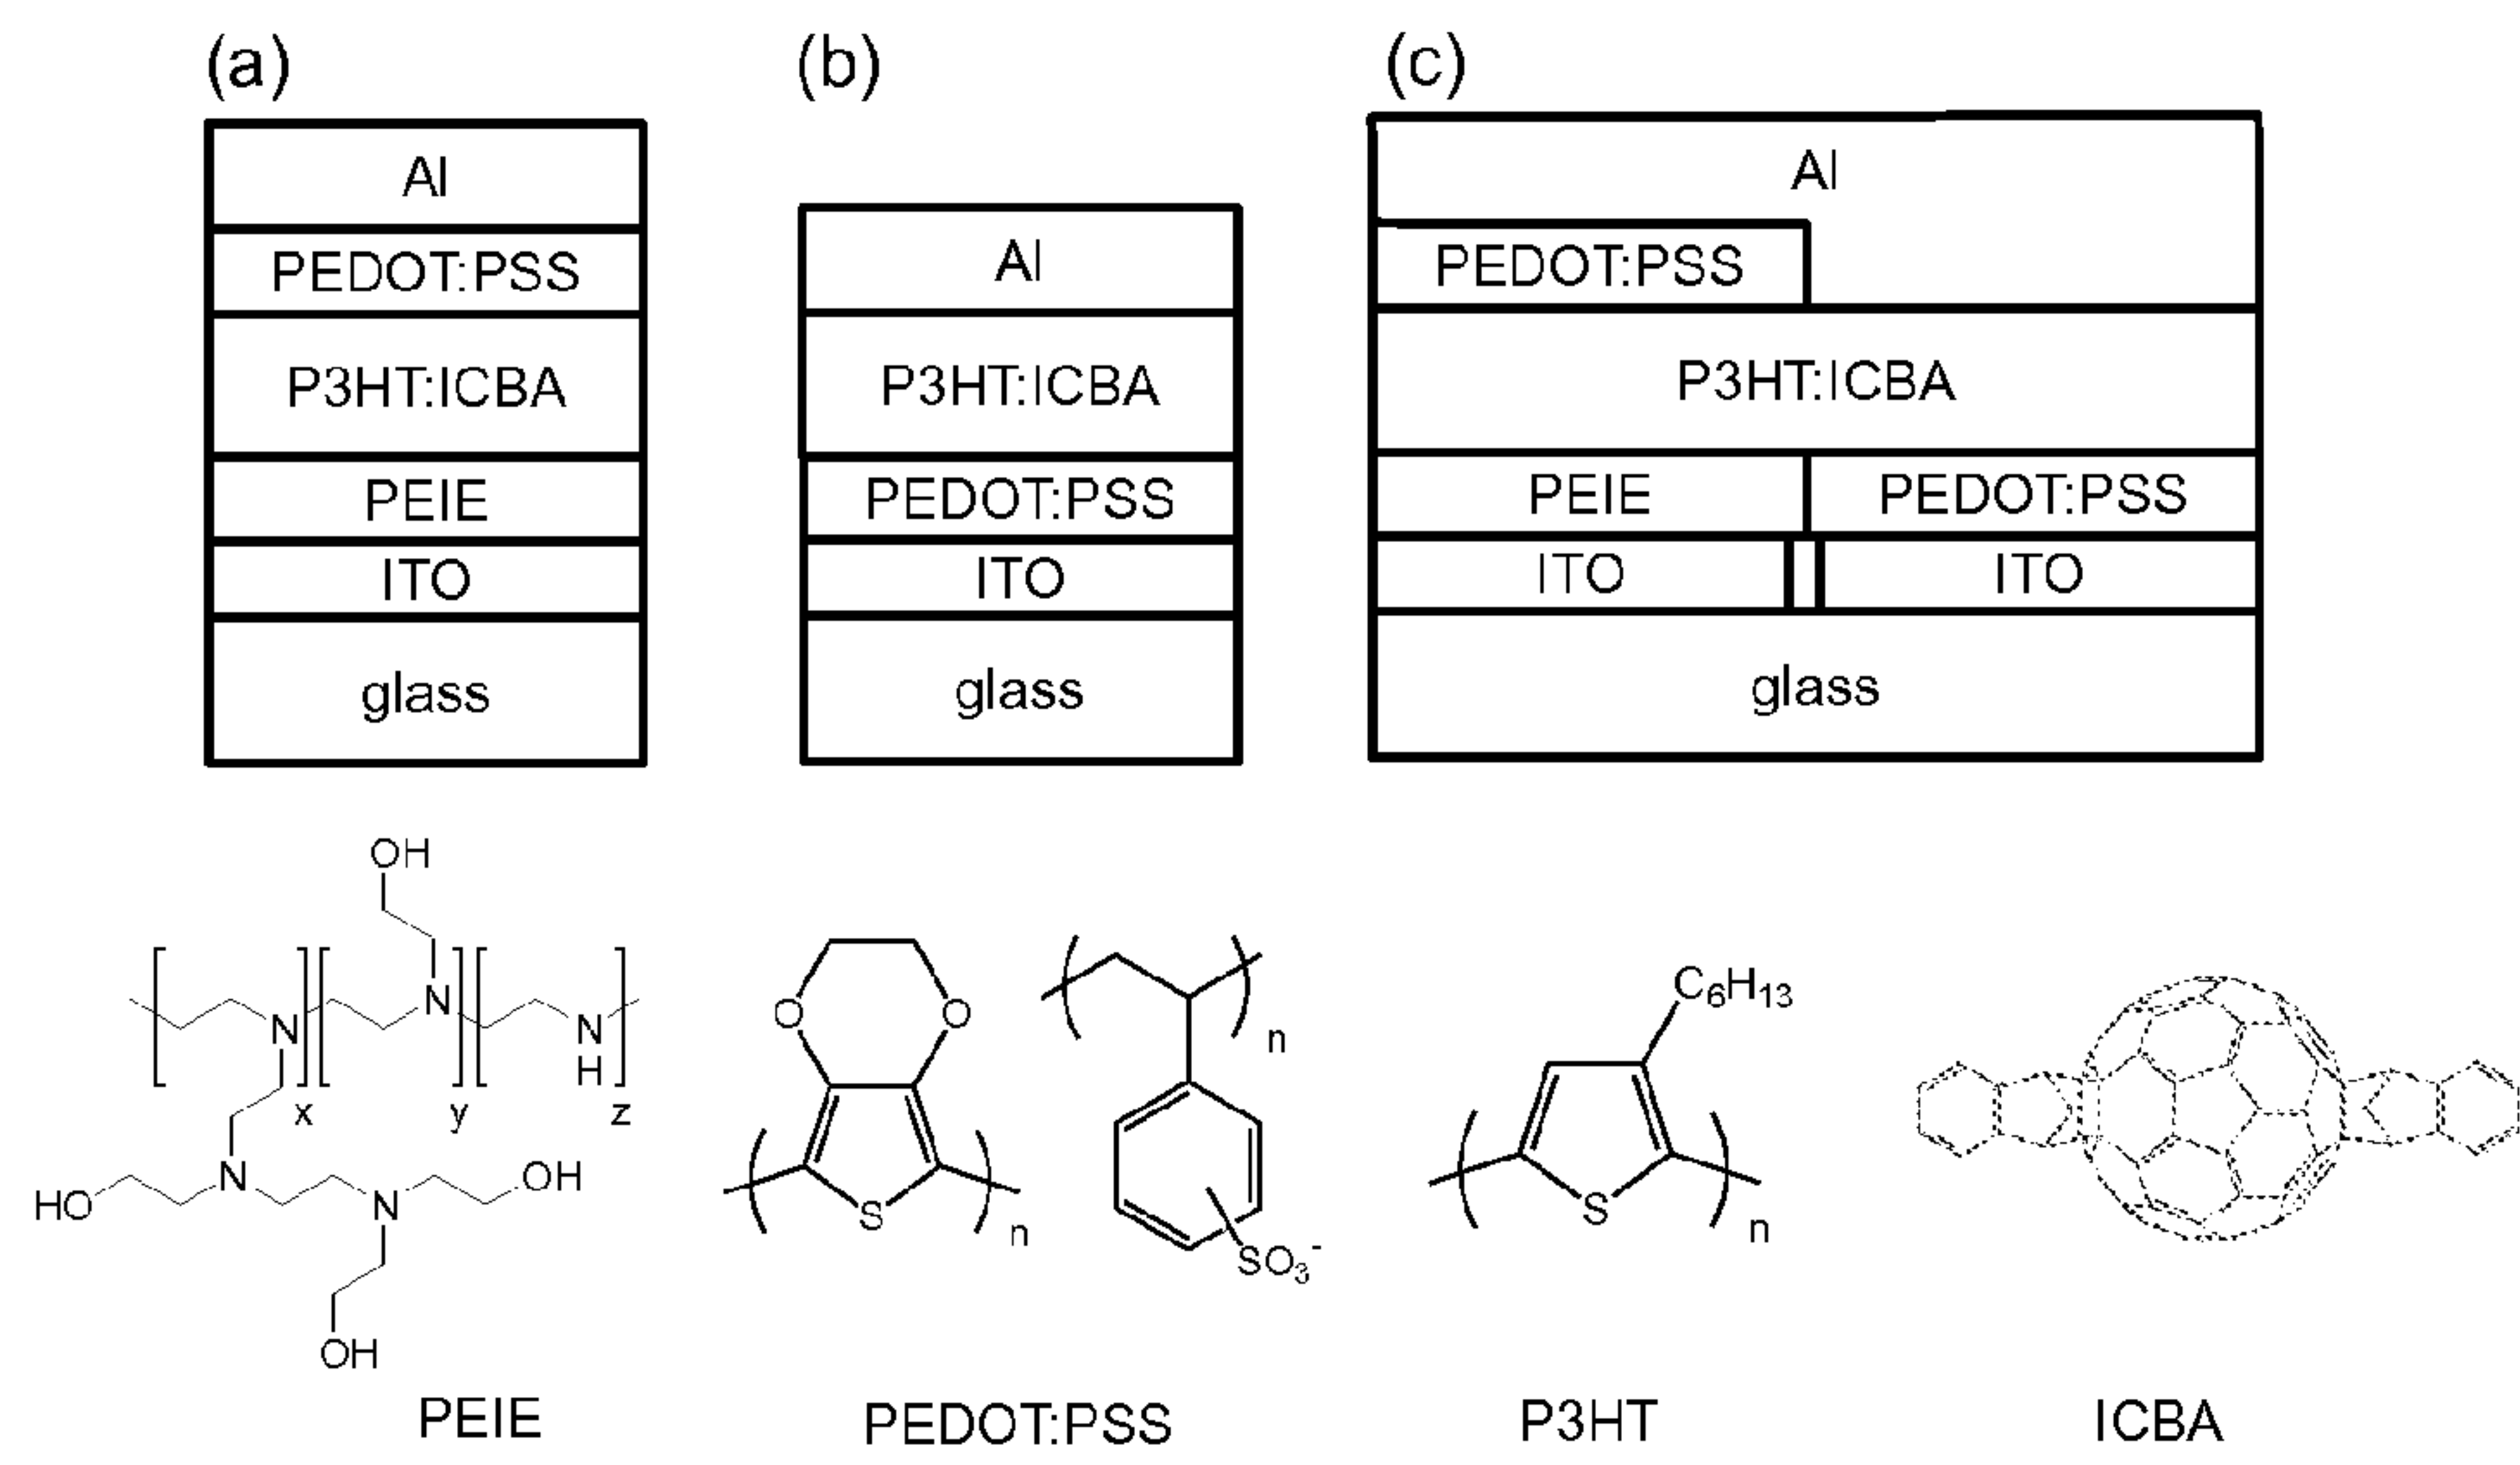 (a)
Al
PEDOT:PSS
P3HT:ICBA
PEIE
ITO
glass
(b)
Al
P3HT:ICBA
PEDOT:PSS
ITO
glass
(c)
Al
PEDOT:PSS
P3HT:ICBA
PEIE PEDOT:PSS
ITO ITO
glass
OH
N N N
H
x y z
N N OH
HO
OH
PEIE
O O
S
n
n
SO3-
PEDOT:PSS
C6H13
S
n
P3HT
ICBA